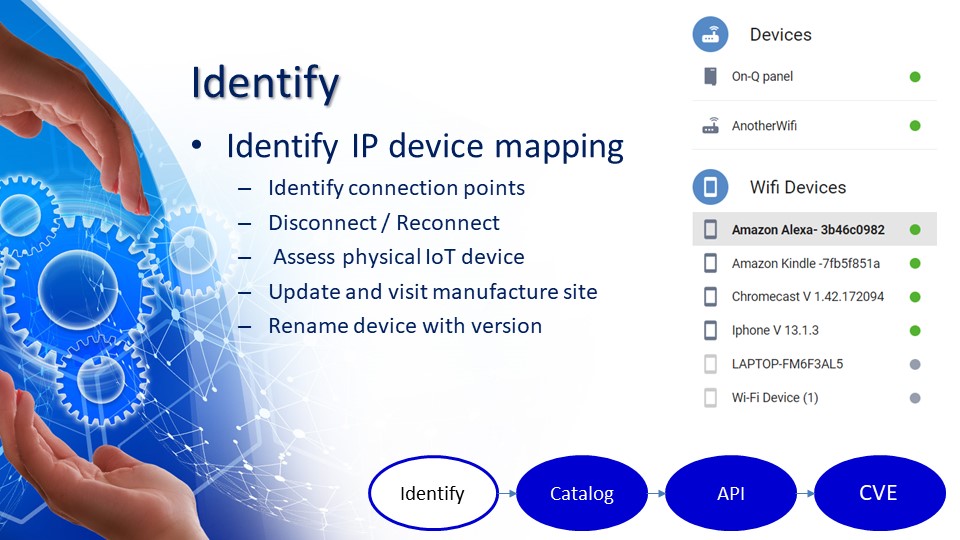 Identify
• Identify IP device mapping
– Identify connection points
– Disconnect / Reconnect
– Assess physical IoT device
– Update and visit manufacture site
– Rename device with version
Devices
On-Q panel
AnotherWifi
Wifi Devices
Amazon Alexa- 3b46c0982
Amazon Kindle -7fb5f851a
Chromecast V 1.42.172094
Iphone V 13.1.3
LAPTOP-FM6F3AL5
Wi-Fi Device (1)
Identify
Catalog
API
CVE